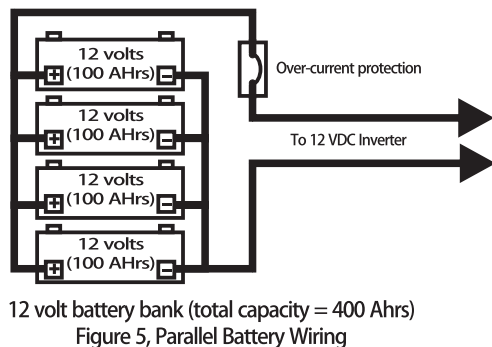 12 volts
+ (100 AHrs) −
Over-current protection
12 volts
+ (100 AHrs) −
To 12 VDC Inverter
12 volts
+ (100 AHrs) −
12 volts
+ (100 AHrs) −
12 volt battery bank (total capacity = 400 Ahrs)
Figure 5, Parallel Battery Wiring